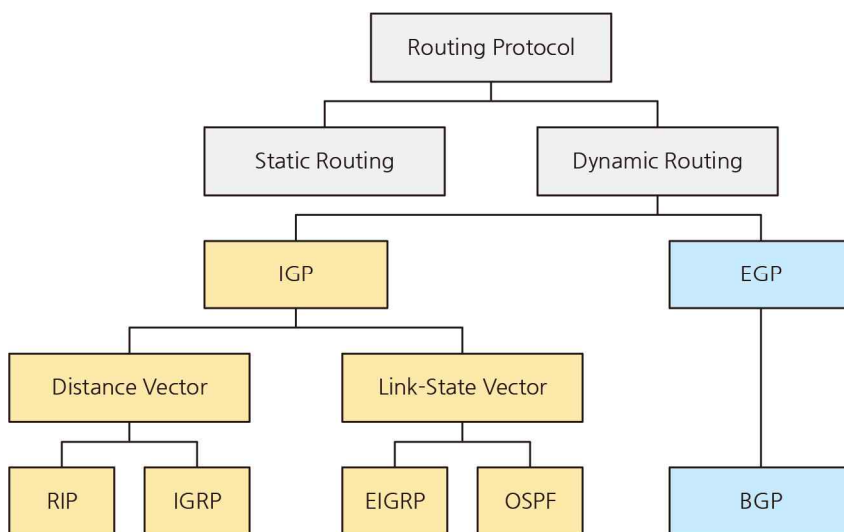 Routing Protocol
Static Routing
Dynamic Routing
IGP
EGP
Distance Vector
Link-State Vector
RIP
IGRP
EIGRP
OSPF
BGP